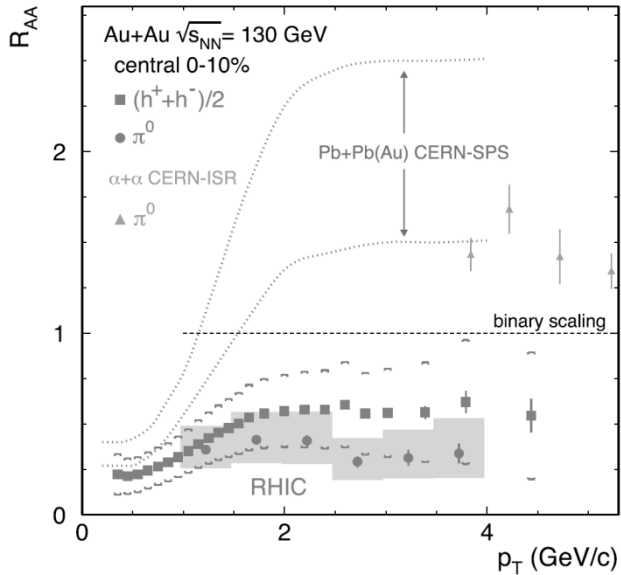 R_AA
Au+Au √s_NN = 130 GeV
central 0-10%
(h⁺+h⁻)/2
π⁰
α+α CERN-ISR
π⁰
Pb+Pb(Au) CERN-SPS
binary scaling
RHIC
2
1
0
0 2 4
p_T (GeV/c)